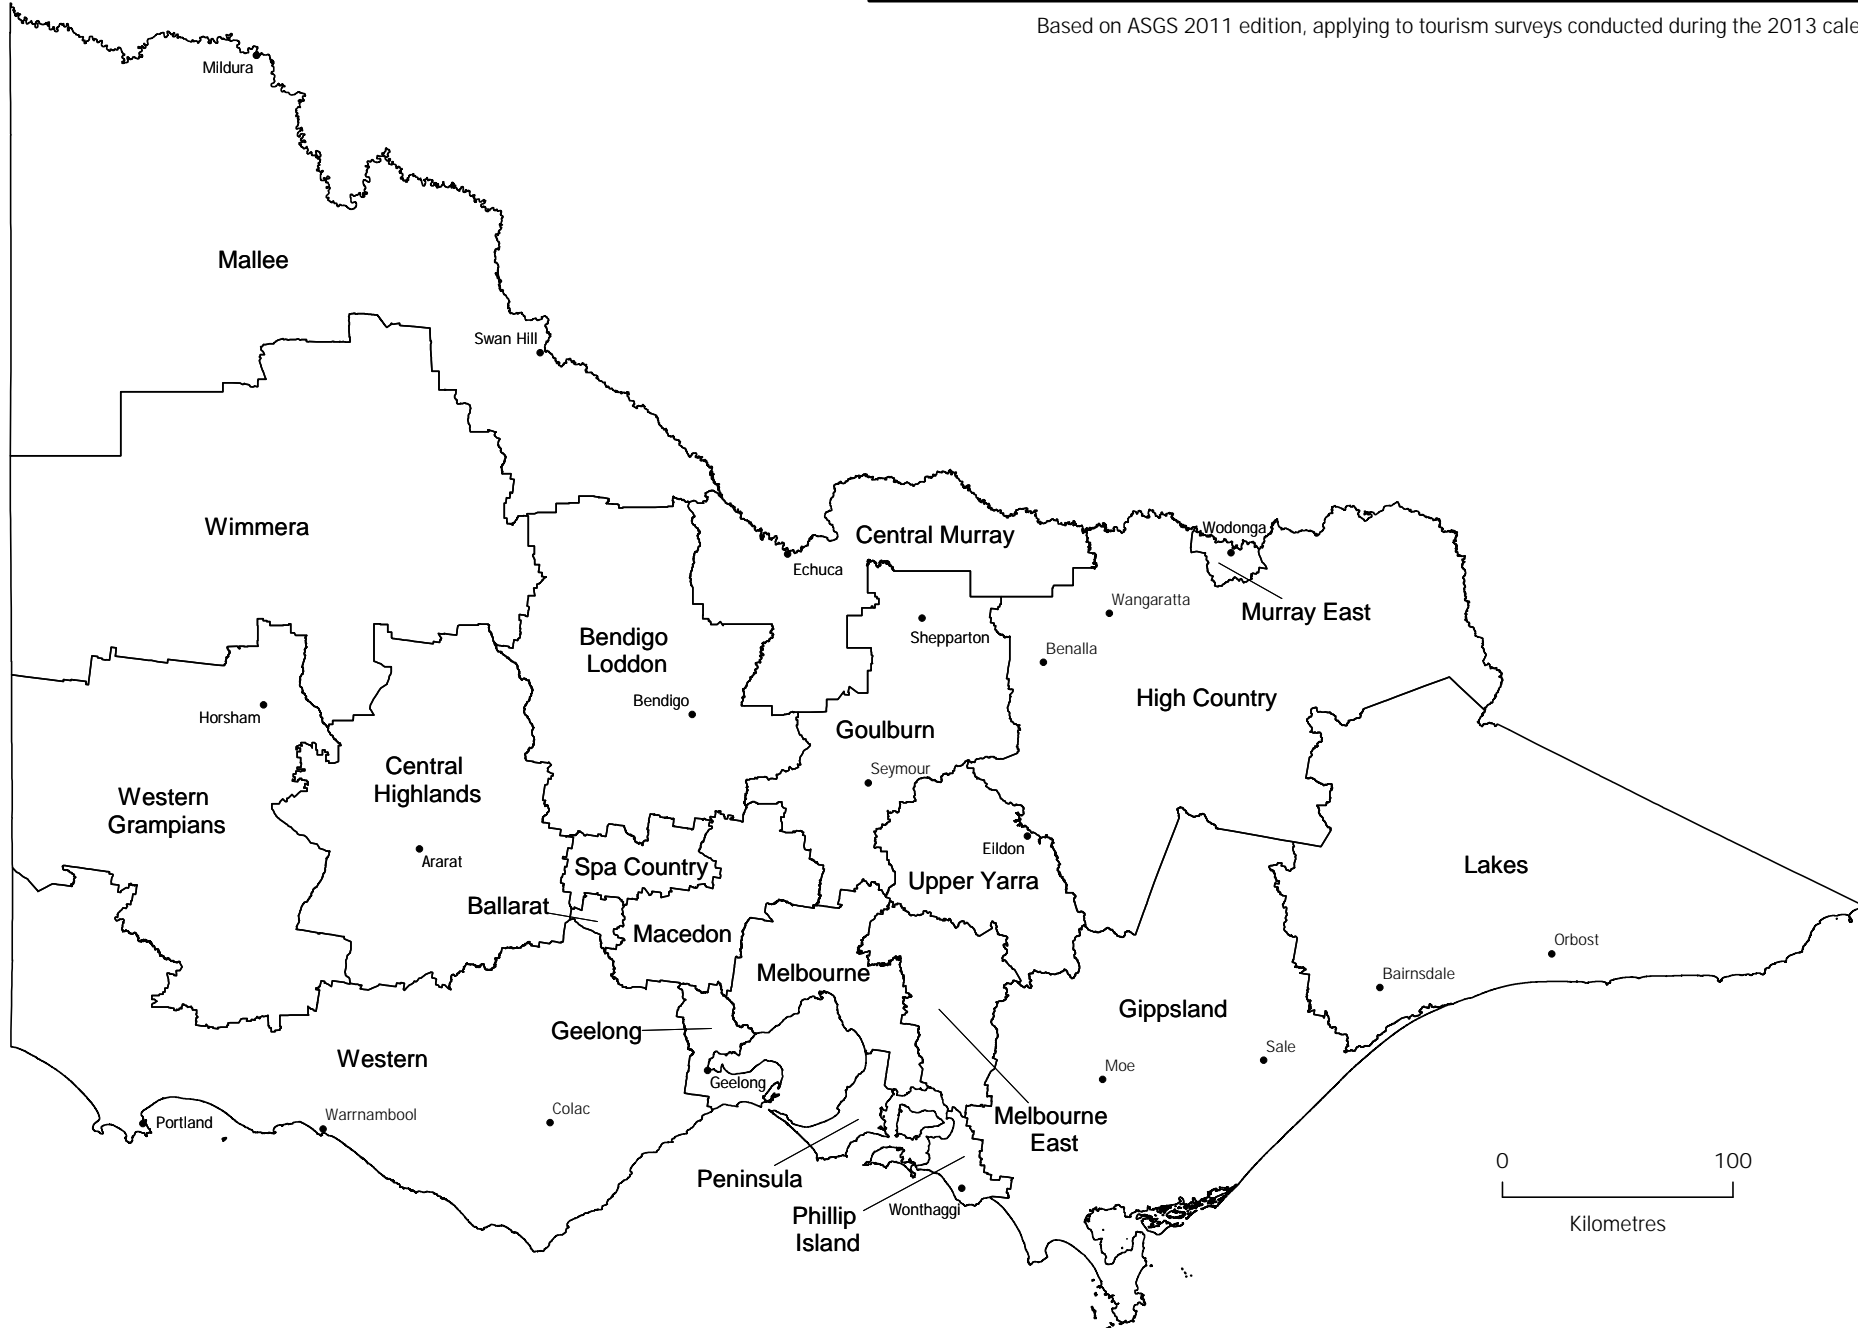 Based on ASGS 2011 edition, applying to tourism surveys conducted during the 2013 cale
Mildura
Mallee
Swan Hill
Wimmera
Central Murray
Wodonga
Echuca
Wangaratta
Murray East
Shepparton
Benalla
Bendigo
Loddon
Bendigo
High Country
Horsham
Goulburn
Seymour
Central
Highlands
Western
Grampians
Eildon
Ararat
Spa Country
Lakes
Upper Yarra
Ballarat
Macedon
Orbost
Melbourne
Bairnsdale
Gippsland
Geelong
Sale
Western
Moe
Geelong
Colac
Warrnambool
Portland
Melbourne
East
Peninsula
0 100
Wonthaggi
Phillip
Island
Kilometres